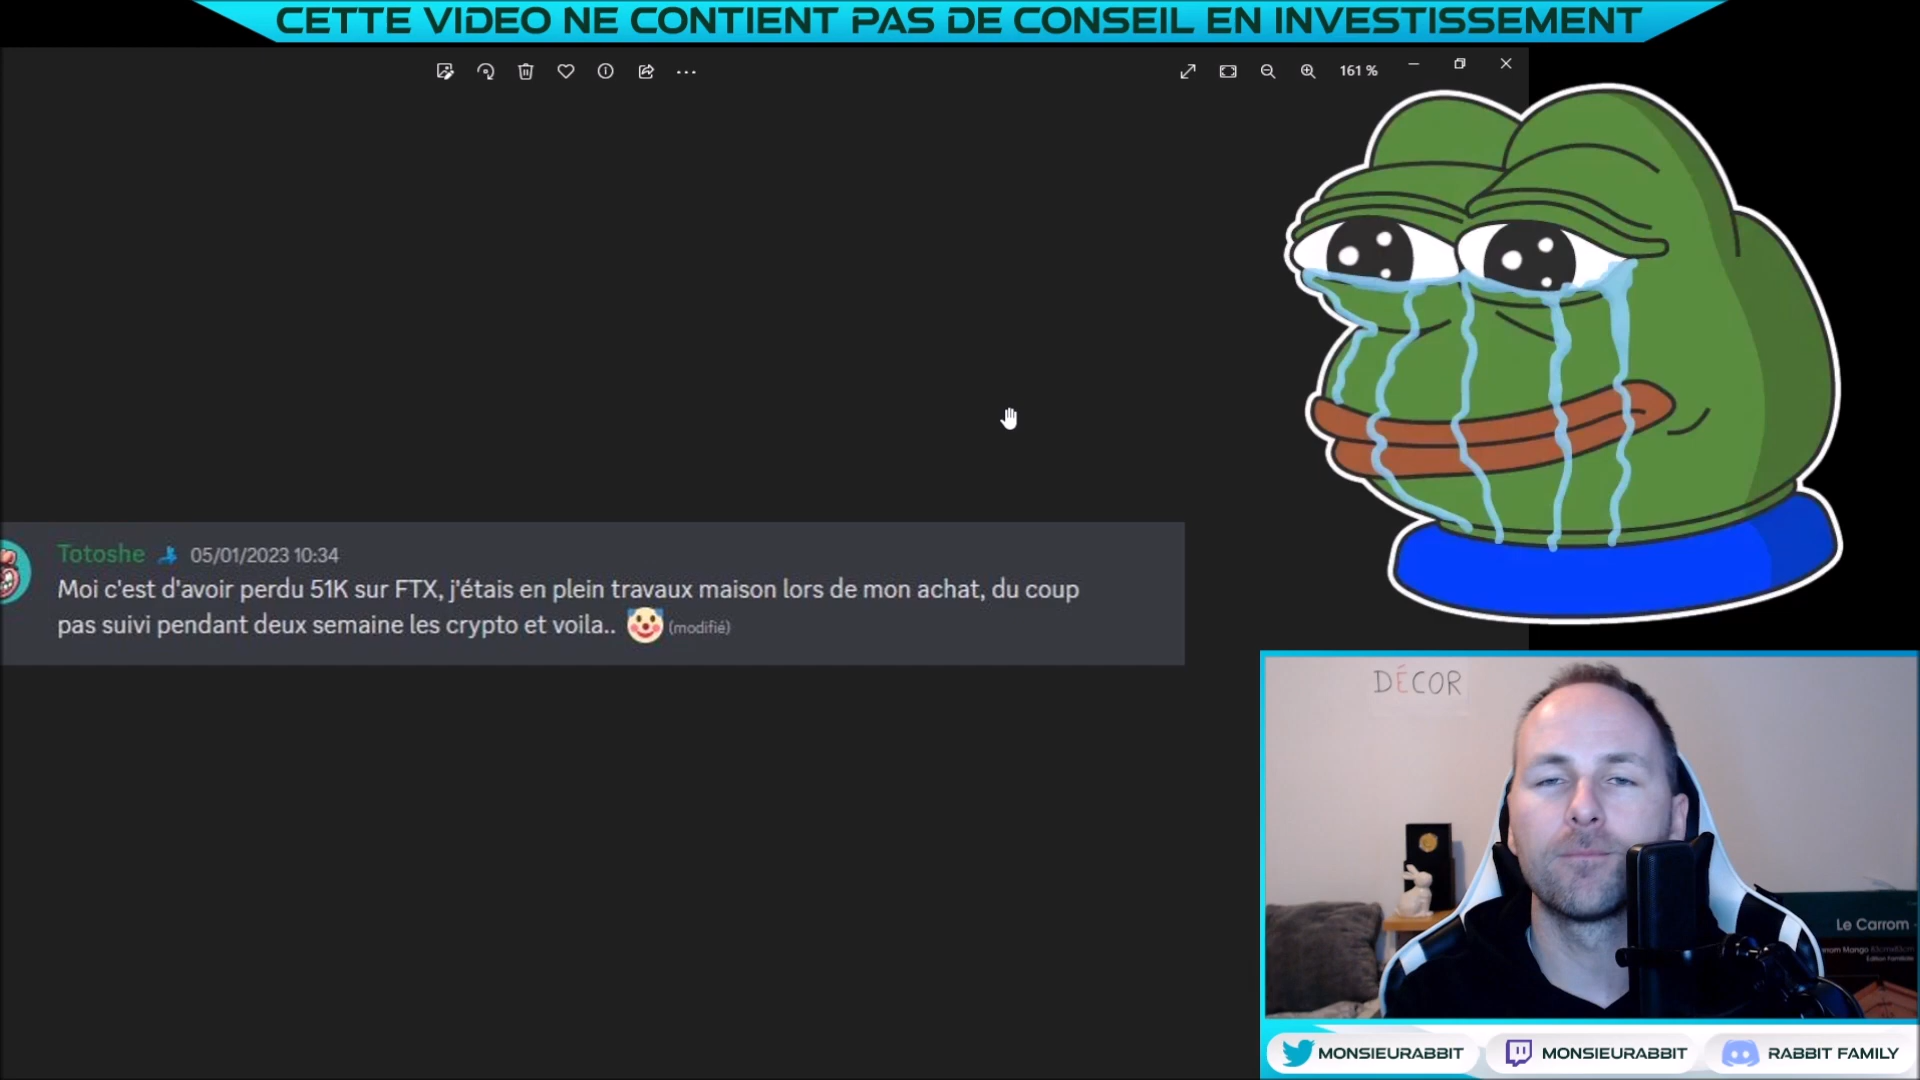 CETTE VIDEO NE CONTIENT PAS DE CONSEIL EN INVESTISSEMENT
161 %
Totoshe 05/01/2023 10:34
Moi c'est d'avoir perdu 51K sur FTX, j'étais en plein travaux maison lors de mon achat, du coup
pas suivi pendant deux semaine les crypto et voila.. (modifié)
DÉCOR
Le Carrom
MONSIEURABBIT
MONSIEURABBIT
RABBIT FAMILY